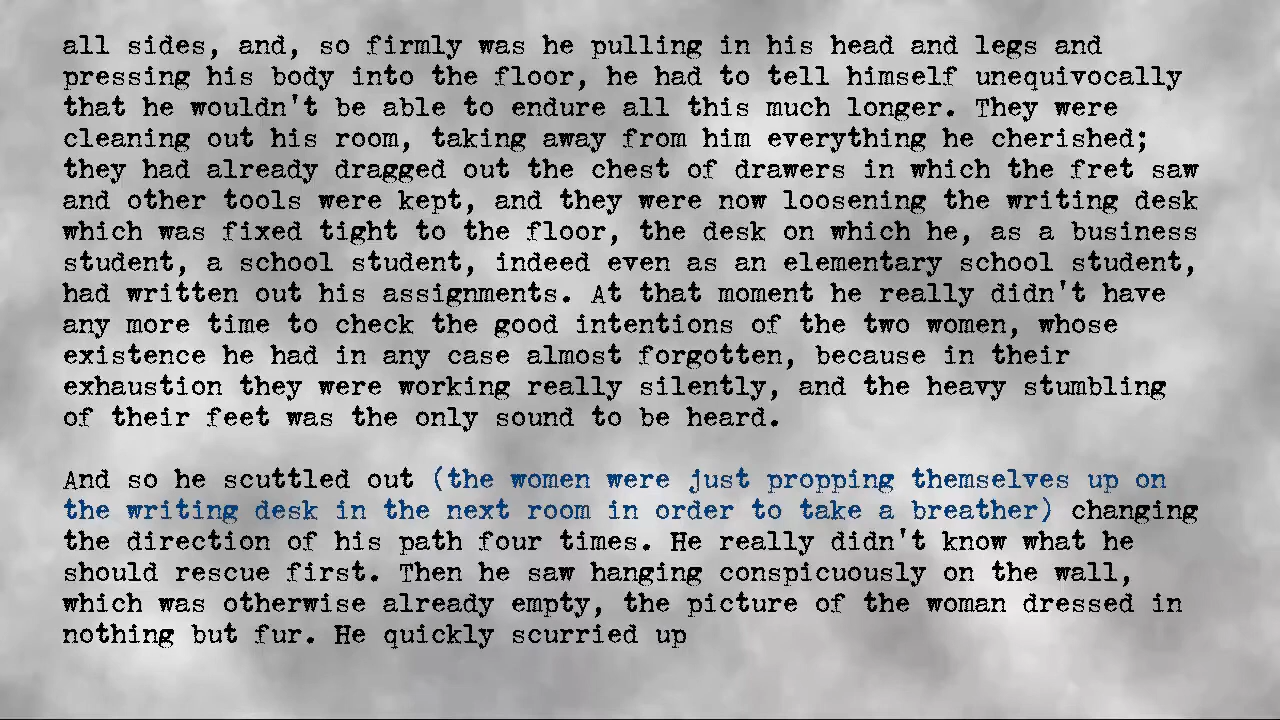 all sides, and, so firmly was he pulling in his head and legs and
pressing his body into the floor, he had to tell himself unequivocally
that he wouldn't be able to endure all this much longer. They were
cleaning out his room, taking away from him everything he cherished;
they had already dragged out the chest of drawers in which the fret saw
and other tools were kept, and they were now loosening the writing desk
which was fixed tight to the floor, the desk on which he, as a business
student, a school student, indeed even as an elementary school student,
had written out his assignments. At that moment he really didn't have
any more time to check the good intentions of the two women, whose
existence he had in any case almost forgotten, because in their
exhaustion they were working really silently, and the heavy stumbling
of their feet was the only sound to be heard.

And so he scuttled out (the women were just propping themselves up on
the writing desk in the next room in order to take a breather) changing
the direction of his path four times. He really didn't know what he
should rescue first. Then he saw hanging conspicuously on the wall,
which was otherwise already empty, the picture of the woman dressed in
nothing but fur. He quickly scurried up